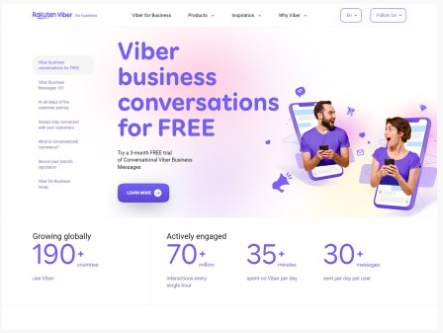 Rakuten Viber for business
Viber for Business
Products
Inspiration
Why Viber
En
Follow Us
Viber business
conversations for FREE
Viber Business
Messages 101
At all steps of the
customer journey
Always stay connected
with your customers
What is conversational
commerce?
Secure your brand's
reputation
Viber for Business
Viber
business
conversations
for FREE
Try a 3-month FREE trial
of Conversational Viber Business
Messages
LEARN MORE
Growing globally
190+
countries
use Viber
Actively engaged
70+
million
interactions every
single hour
35+
minutes
spent on Viber per day
30+
messages
sent per day per user